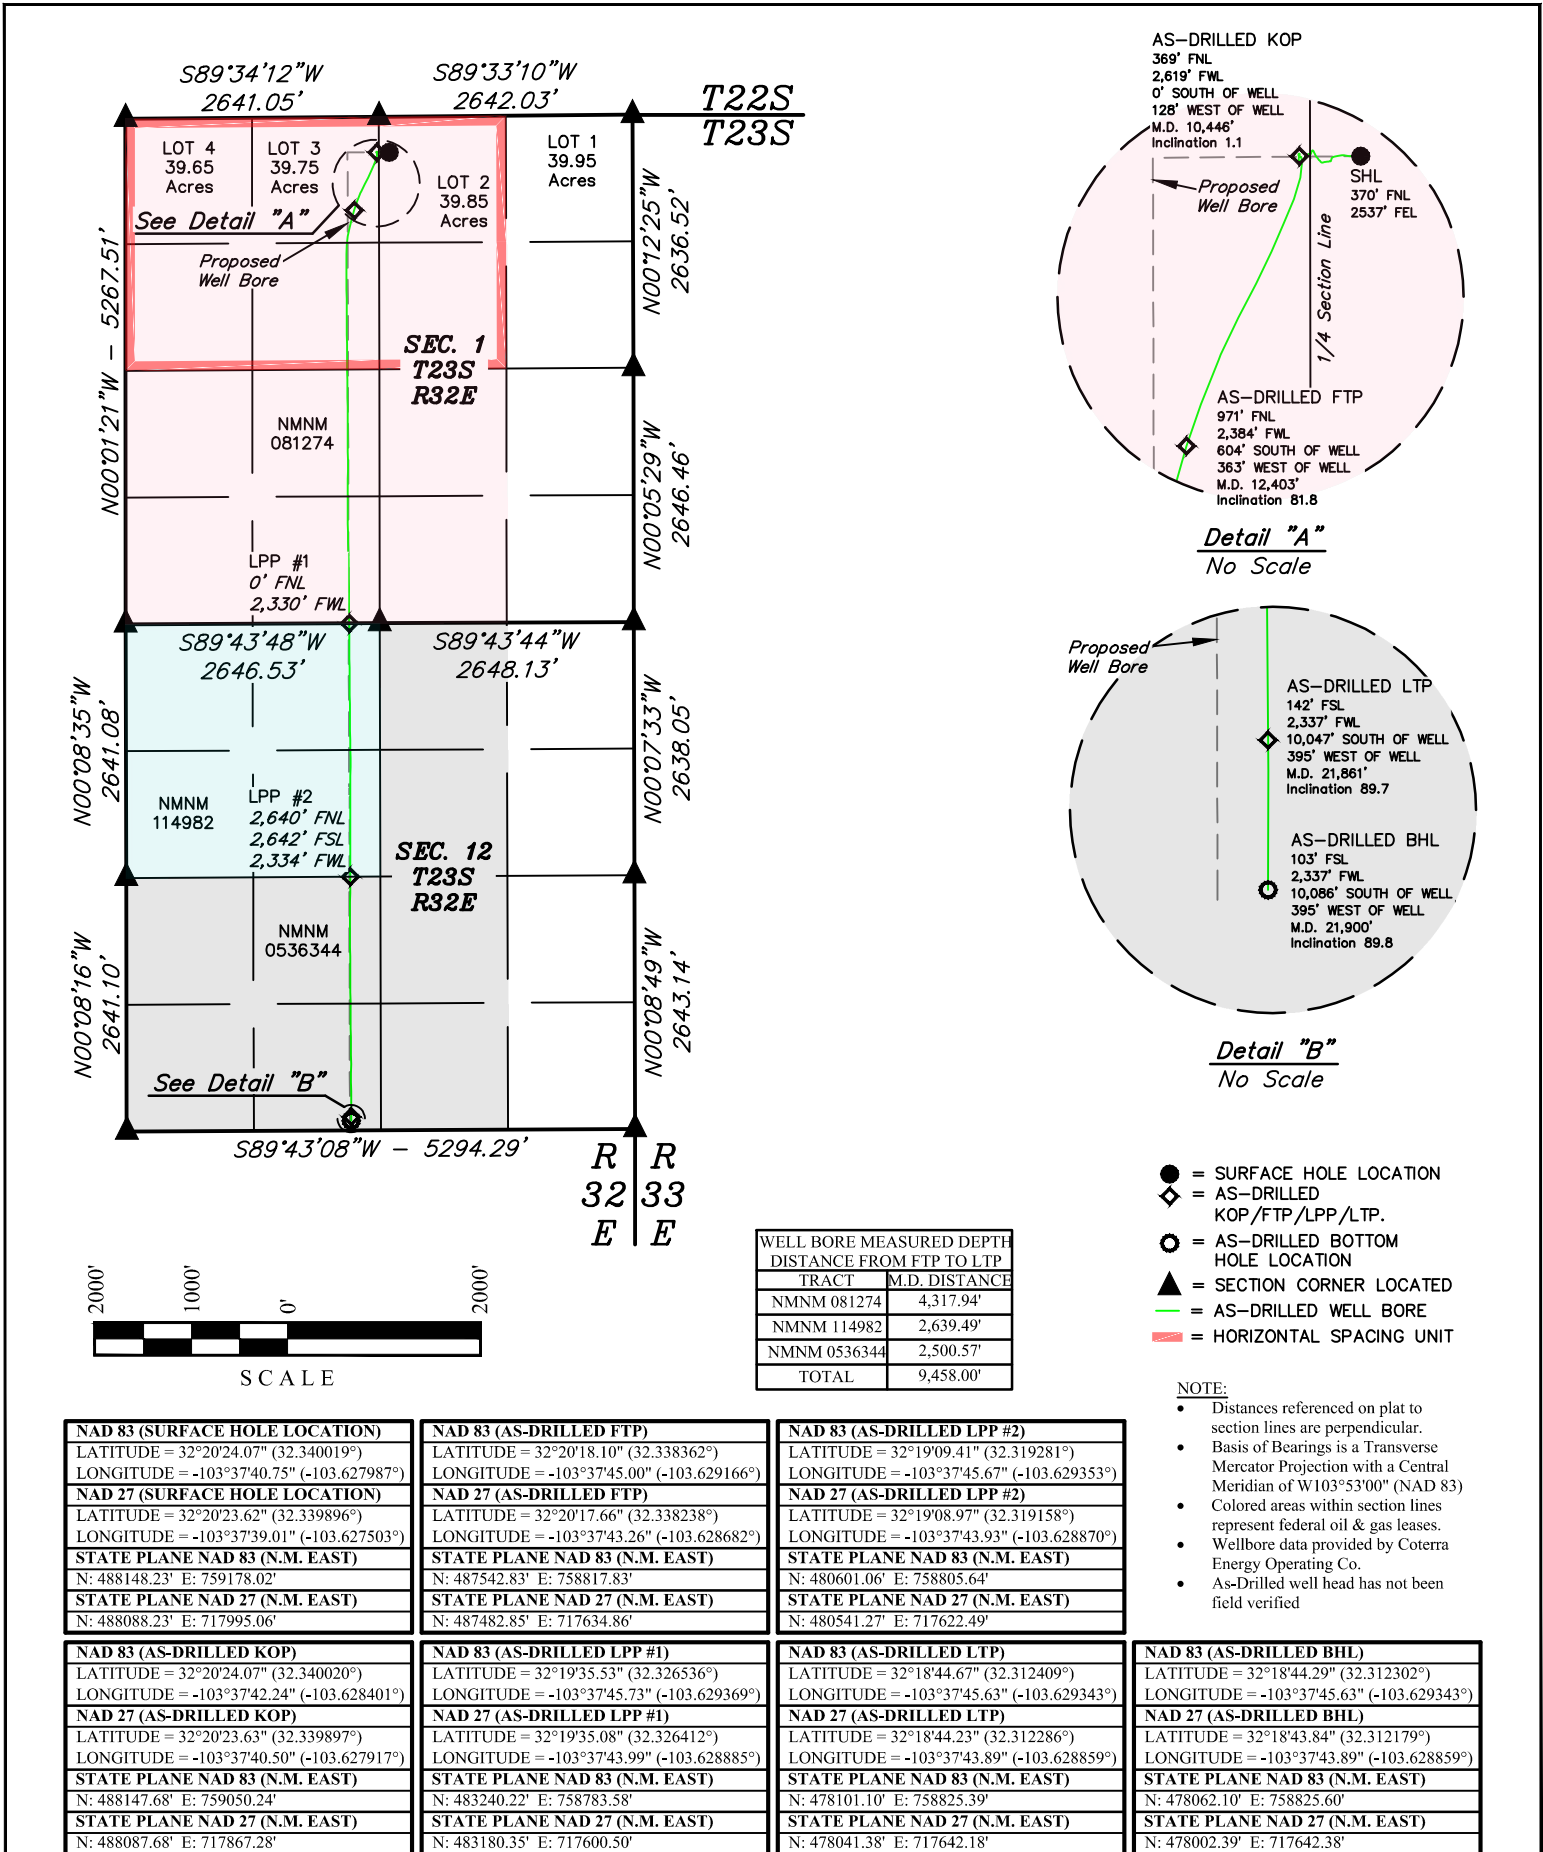 S89°34'12"W
2641.05'
S89°33'10"W
2642.03'
T22S
T23S
LOT 4
39.65
Acres
LOT 3
39.75
Acres
LOT 2
39.85
Acres
LOT 1
39.95
Acres
See Detail "A"
Proposed
Well Bore
N00°01'21"W - 5267.51'
N00°12'25"W
2636.52'
SEC. 1
T23S
R32E
NMNM
081274
N00°05'29"W
2646.46'
LPP #1
0' FNL
2,330' FWL
S89°43'48"W
2646.53'
S89°43'44"W
2648.13'
N00°08'35"W
2641.08'
N00°07'33"W
2638.05'
NMNM
114982
LPP #2
2,640' FNL
2,642' FSL
2,334' FWL
SEC. 12
T23S
R32E
NMNM
0536344
N00°08'16"W
2641.10'
N00°08'49"W
2643.14'
See Detail "B"
S89°43'08"W - 5294.29'
R R
32 33
E E
AS-DRILLED KOP
369' FNL
2,619' FWL
0' SOUTH OF WELL
128' WEST OF WELL
M.D. 10,446'
Inclination 1.1
SHL
370' FNL
2537' FEL
Proposed
Well Bore
1/4 Section Line
AS-DRILLED FTP
971' FNL
2,384' FWL
604' SOUTH OF WELL
363' WEST OF WELL
M.D. 12,403'
Inclination 81.8
Detail "A"
No Scale
Proposed
Well Bore
AS-DRILLED LTP
142' FSL
2,337' FWL
10,047' SOUTH OF WELL
395' WEST OF WELL
M.D. 21,861'
Inclination 89.7
AS-DRILLED BHL
103' FSL
2,337' FWL
10,086' SOUTH OF WELL
395' WEST OF WELL
M.D. 21,900'
Inclination 89.8
Detail "B"
No Scale
= SURFACE HOLE LOCATION
= AS-DRILLED
KOP/FTP/LPP/LTP.
= AS-DRILLED BOTTOM
HOLE LOCATION
= SECTION CORNER LOCATED
= AS-DRILLED WELL BORE
= HORIZONTAL SPACING UNIT
2000' 1000' 0' 2000'
SCALE
WELL BORE MEASURED DEPTH
DISTANCE FROM FTP TO LTP
TRACT M.D. DISTANCE
NMNM 081274 4,317.94'
NMNM 114982 2,639.49'
NMNM 0536344 2,500.57'
TOTAL 9,458.00'
NOTE:
• Distances referenced on plat to
section lines are perpendicular.
• Basis of Bearings is a Transverse
Mercator Projection with a Central
Meridian of W103°53'00" (NAD 83)
• Colored areas within section lines
represent federal oil & gas leases.
• Wellbore data provided by Coterra
Energy Operating Co.
• As-Drilled well head has not been
field verified
NAD 83 (SURFACE HOLE LOCATION)
LATITUDE = 32°20'24.07" (32.340019°)
LONGITUDE = -103°37'40.75" (-103.627987°)
NAD 27 (SURFACE HOLE LOCATION)
LATITUDE = 32°20'23.62" (32.339896°)
LONGITUDE = -103°37'39.01" (-103.627503°)
STATE PLANE NAD 83 (N.M. EAST)
N: 488148.23' E: 759178.02'
STATE PLANE NAD 27 (N.M. EAST)
N: 488088.23' E: 717995.06'
NAD 83 (AS-DRILLED FTP)
LATITUDE = 32°20'18.10" (32.338362°)
LONGITUDE = -103°37'45.00" (-103.629166°)
NAD 27 (AS-DRILLED FTP)
LATITUDE = 32°20'17.66" (32.338238°)
LONGITUDE = -103°37'43.26" (-103.628682°)
STATE PLANE NAD 83 (N.M. EAST)
N: 487542.83' E: 758817.83'
STATE PLANE NAD 27 (N.M. EAST)
N: 487482.85' E: 717634.86'
NAD 83 (AS-DRILLED LPP #2)
LATITUDE = 32°19'09.41" (32.319281°)
LONGITUDE = -103°37'45.67" (-103.629353°)
NAD 27 (AS-DRILLED LPP #2)
LATITUDE = 32°19'08.97" (32.319158°)
LONGITUDE = -103°37'43.93" (-103.628870°)
STATE PLANE NAD 83 (N.M. EAST)
N: 480601.06' E: 758805.64'
STATE PLANE NAD 27 (N.M. EAST)
N: 480541.27' E: 717622.49'
NAD 83 (AS-DRILLED KOP)
LATITUDE = 32°20'24.07" (32.340020°)
LONGITUDE = -103°37'42.24" (-103.628401°)
NAD 27 (AS-DRILLED KOP)
LATITUDE = 32°20'23.63" (32.339897°)
LONGITUDE = -103°37'40.50" (-103.627917°)
STATE PLANE NAD 83 (N.M. EAST)
N: 488147.68' E: 759050.24'
STATE PLANE NAD 27 (N.M. EAST)
N: 488087.68' E: 717867.28'
NAD 83 (AS-DRILLED LPP #1)
LATITUDE = 32°19'35.53" (32.326536°)
LONGITUDE = -103°37'45.73" (-103.629369°)
NAD 27 (AS-DRILLED LPP #1)
LATITUDE = 32°19'35.08" (32.326412°)
LONGITUDE = -103°37'43.99" (-103.628885°)
STATE PLANE NAD 83 (N.M. EAST)
N: 483240.22' E: 758783.58'
STATE PLANE NAD 27 (N.M. EAST)
N: 483180.35' E: 717600.50'
NAD 83 (AS-DRILLED LTP)
LATITUDE = 32°18'44.67" (32.312409°)
LONGITUDE = -103°37'45.63" (-103.629343°)
NAD 27 (AS-DRILLED LTP)
LATITUDE = 32°18'44.23" (32.312286°)
LONGITUDE = -103°37'43.89" (-103.628859°)
STATE PLANE NAD 83 (N.M. EAST)
N: 478101.10' E: 758825.39'
STATE PLANE NAD 27 (N.M. EAST)
N: 478041.38' E: 717642.18'
NAD 83 (AS-DRILLED BHL)
LATITUDE = 32°18'44.29" (32.312302°)
LONGITUDE = -103°37'45.63" (-103.629343°)
NAD 27 (AS-DRILLED BHL)
LATITUDE = 32°18'43.84" (32.312179°)
LONGITUDE = -103°37'43.89" (-103.628859°)
STATE PLANE NAD 83 (N.M. EAST)
N: 478062.10' E: 758825.60'
STATE PLANE NAD 27 (N.M. EAST)
N: 478002.39' E: 717642.38'